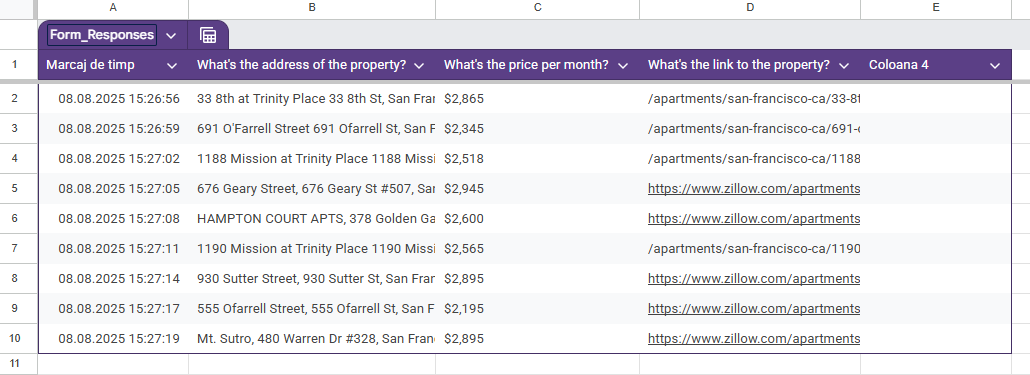 A B C D E
Form_Responses
1 Marcaj de timp What's the address of the property? What's the price per month? What's the link to the property? Coloana 4
2 08.08.2025 15:26:56 33 8th at Trinity Place 33 8th St, San Fran $2,865 /apartments/san-francisco-ca/33-8t
3 08.08.2025 15:26:59 691 O'Farrell Street 691 Ofarrell St, San F $2,345 /apartments/san-francisco-ca/691-
4 08.08.2025 15:27:02 1188 Mission at Trinity Place 1188 Missi $2,518 /apartments/san-francisco-ca/1188
5 08.08.2025 15:27:05 676 Geary Street, 676 Geary St #507, San $2,945 https://www.zillow.com/apartments
6 08.08.2025 15:27:08 HAMPTON COURT APTS, 378 Golden Ga $2,600 https://www.zillow.com/apartments
7 08.08.2025 15:27:11 1190 Mission at Trinity Place 1190 Missi $2,565 /apartments/san-francisco-ca/1190
8 08.08.2025 15:27:14 930 Sutter Street, 930 Sutter St, San Fran $2,895 https://www.zillow.com/apartments
9 08.08.2025 15:27:17 555 Ofarrell Street, 555 Ofarrell St, San F $2,195 https://www.zillow.com/apartments
10 08.08.2025 15:27:19 Mt. Sutro, 480 Warren Dr #328, San Fran $2,895 https://www.zillow.com/apartments
11